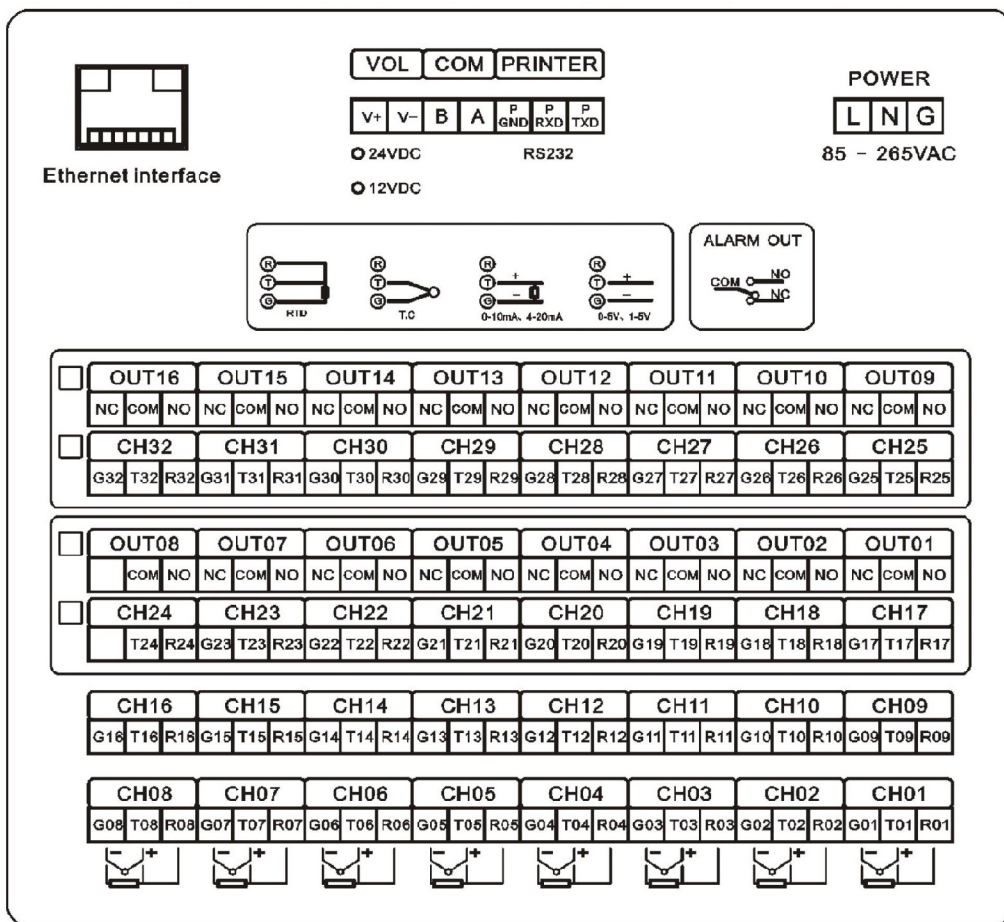 VOL COM PRINTER
V+ V− B A P GND P RXD P TXD
24VDC RS232
12VDC
Ethernet interface
POWER
L N G
85 − 265VAC
R R R R
T T T + T +
G G G − G −
RTD T.C 0-10mA、4-20mA 0-5V、1-5V
ALARM OUT
COM NO
NC
OUT16 OUT15 OUT14 OUT13 OUT12 OUT11 OUT10 OUT09
NC COM NO NC COM NO NC COM NO NC COM NO NC COM NO NC COM NO NC COM NO NC COM NO
CH32 CH31 CH30 CH29 CH28 CH27 CH26 CH25
G32 T32 R32 G31 T31 R31 G30 T30 R30 G29 T29 R29 G28 T28 R28 G27 T27 R27 G26 T26 R26 G25 T25 R25
OUT08 OUT07 OUT06 OUT05 OUT04 OUT03 OUT02 OUT01
COM NO NC COM NO NC COM NO NC COM NO NC COM NO NC COM NO NC COM NO NC COM NO
CH24 CH23 CH22 CH21 CH20 CH19 CH18 CH17
T24 R24 G23 T23 R23 G22 T22 R22 G21 T21 R21 G20 T20 R20 G19 T19 R19 G18 T18 R18 G17 T17 R17
CH16 CH15 CH14 CH13 CH12 CH11 CH10 CH09
G16 T16 R16 G15 T15 R15 G14 T14 R14 G13 T13 R13 G12 T12 R12 G11 T11 R11 G10 T10 R10 G09 T09 R09
CH08 CH07 CH06 CH05 CH04 CH03 CH02 CH01
G08 T08 R08 G07 T07 R07 G06 T06 R06 G05 T05 R05 G04 T04 R04 G03 T03 R03 G02 T02 R02 G01 T01 R01
− + − + − + − + − + − + − + − +